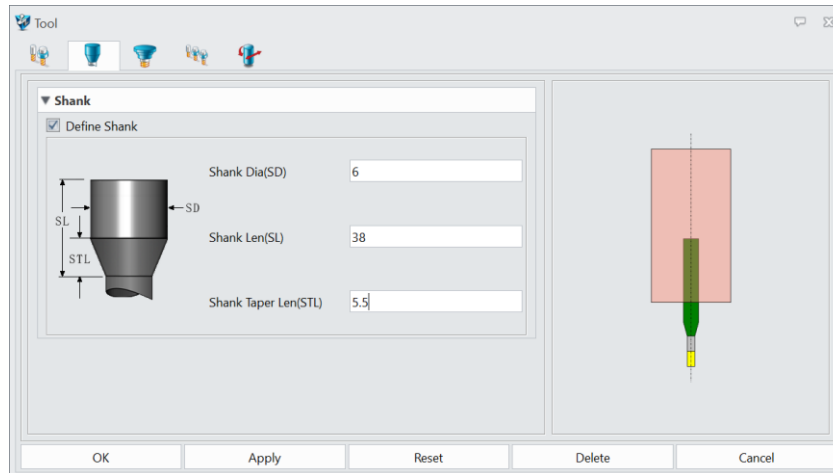 Tool
Shank
Define Shank
Shank Dia(SD) 6
SL
SD
Shank Len(SL) 38
STL
Shank Taper Len(STL) 5.5
OK Apply Reset Delete Cancel